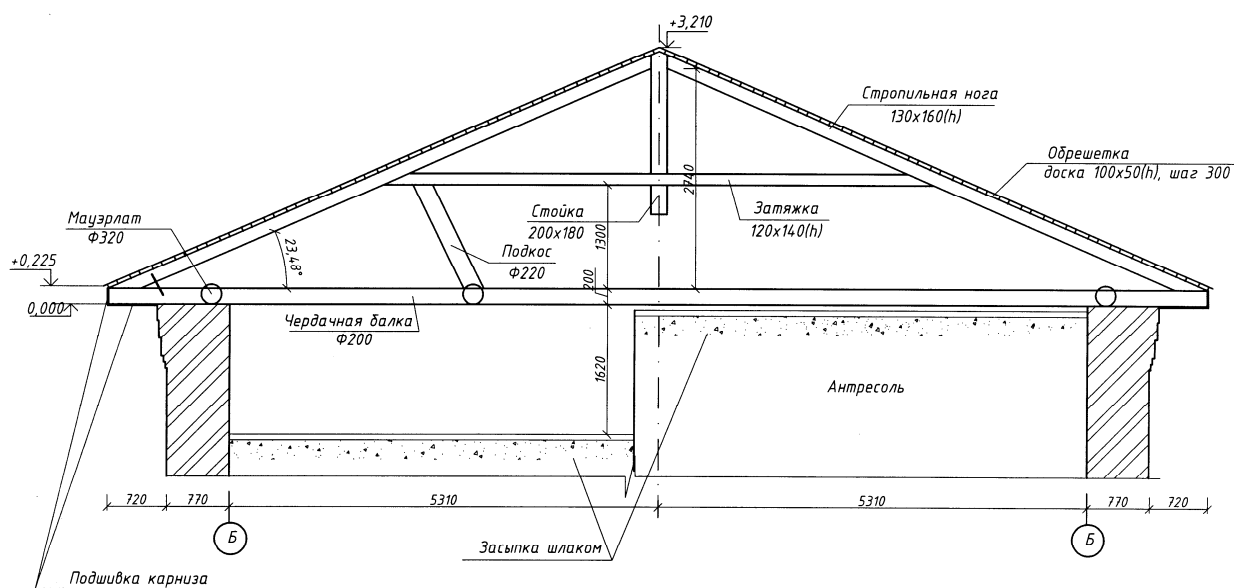 +3,210
Стропильная нога
130х160(h)
Обрешетка
доска 100х50(h), шаг 300
2740
Мауэрлат
Ф320
Стойка
200х180
1300
Затяжка
120х140(h)
23,48°
Подкос
Ф220
+0,225
200
0,000
Чердачная балка
Ф200
1620
Антресоль
720
770
5310
5310
770
720
Б
Б
Засыпка шлаком
Подшивка карниза